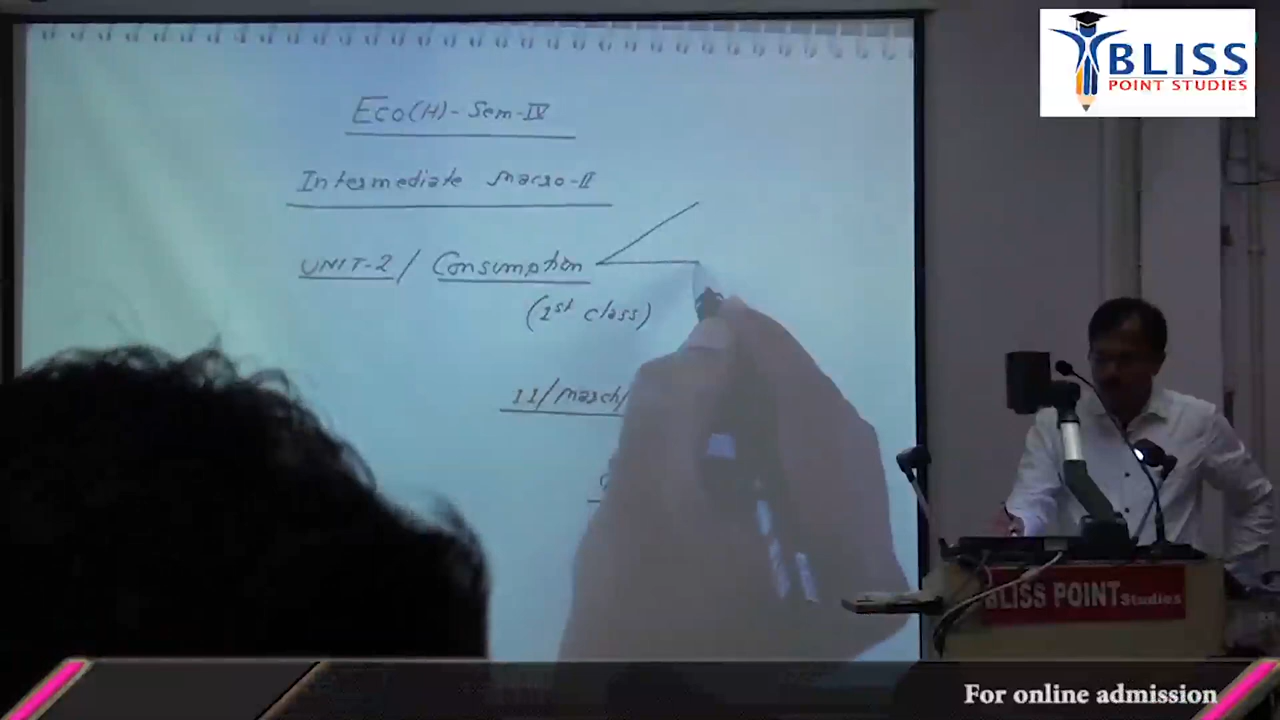 BLISS
POINT STUDIES
Eco(H)-Sem-IV
Intermediate Macro-II
UNIT-2/ Consumption
(1st class)
11/March/
BLISS POINT Studies
For online admission